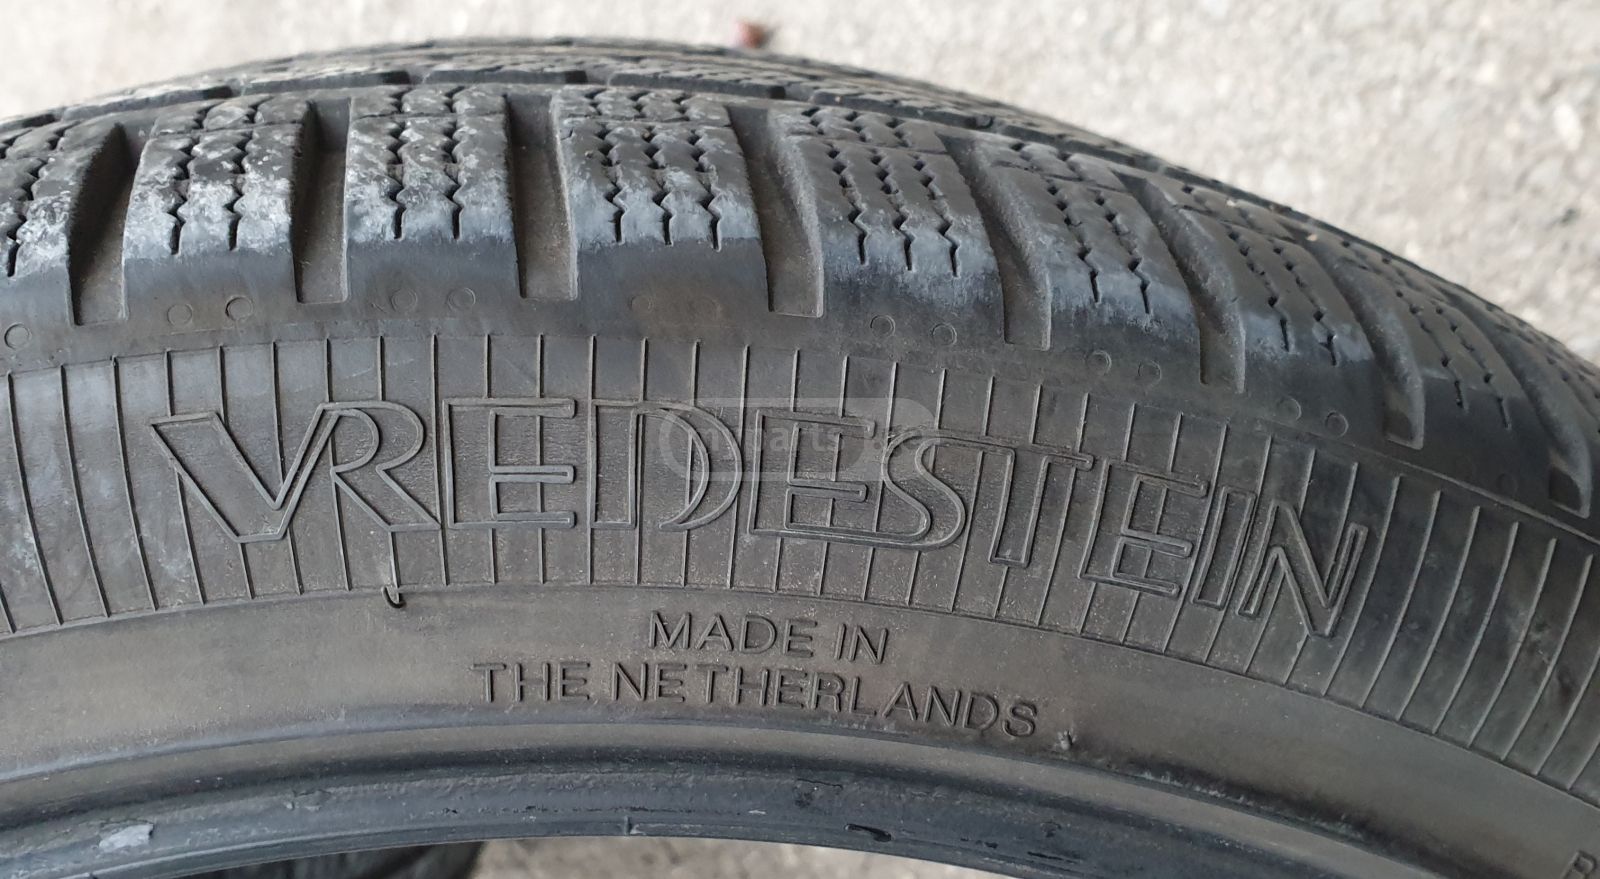 VREDESTEIN
MADE IN
THE NETHERLANDS